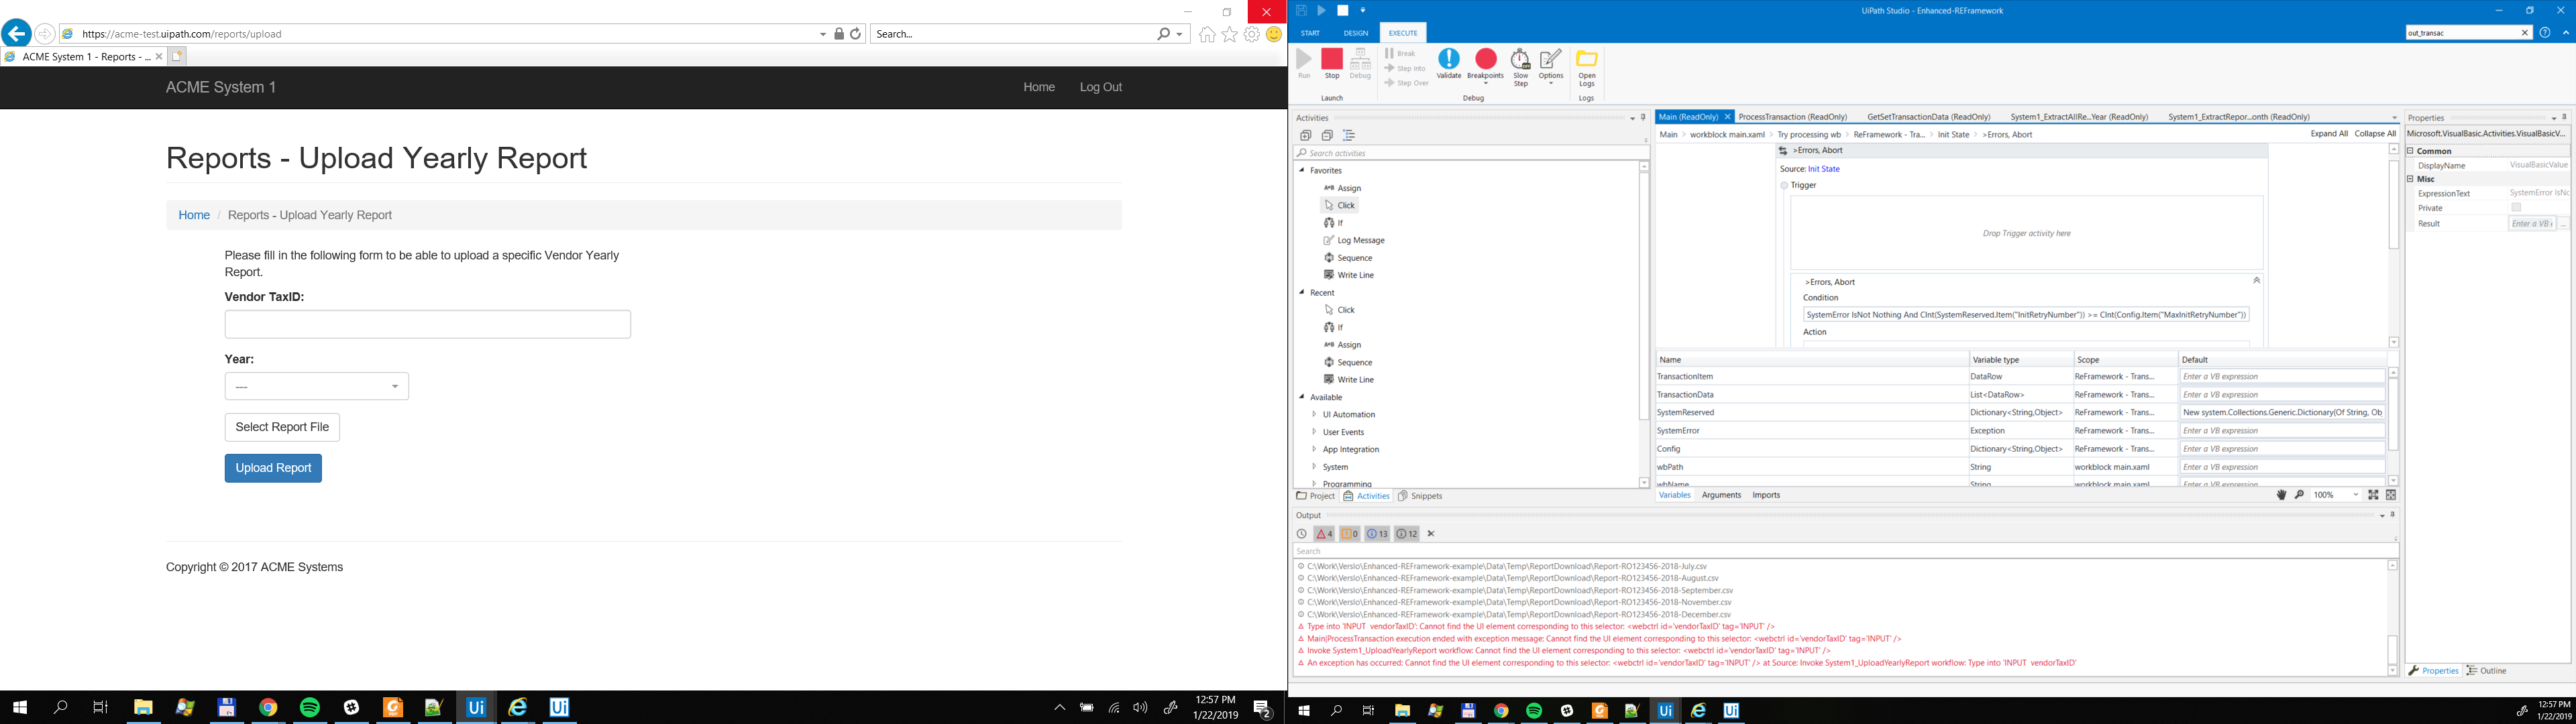 https://acme-test.uipath.com/reports/upload
Search...
ACME System 1 - Reports - ...
ACME System 1
Home
Log Out
Reports - Upload Yearly Report
Home / Reports - Upload Yearly Report
Please fill in the following form to be able to upload a specific Vendor Yearly
Report.
Vendor TaxID:
Year:
---
Select Report File
Upload Report
Copyright © 2017 ACME Systems
12:57 PM
1/22/2019
2
UiPath Studio - Enhanced-REFramework
START
DESIGN
EXECUTE
out_transac
Run
Stop
Debug
Break
Step Into
Step Over
Validate
Breakpoints
Slow
Step
Options
Open
Logs
Launch
Debug
Logs
Activities
Search activities
Favorites
Assign
Click
If
Log Message
Sequence
Write Line
Recent
Click
If
Assign
Sequence
Write Line
Available
UI Automation
User Events
App Integration
System
Programming
Project
Activities
Snippets
Main (ReadOnly)
ProcessTransaction (ReadOnly)
GetSetTransactionData (ReadOnly)
System1_ExtractAllRe...Year (ReadOnly)
System1_ExtractRepor...onth (ReadOnly)
Main > workblock main.xaml > Try processing wb > ReFramework - Tra... > Init State > >Errors, Abort
Expand All
Collapse All
>Errors, Abort
Source: Init State
Trigger
Drop Trigger activity here
>Errors, Abort
Condition
SystemError IsNot Nothing And CInt(SystemReserved.Item("InitRetryNumber")) >= CInt(Config.Item("MaxInitRetryNumber"))
Action
Name Variable type Scope Default
TransactionItem DataRow ReFramework - Trans... Enter a VB expression
TransactionData List<DataRow> ReFramework - Trans... Enter a VB expression
SystemReserved Dictionary<String,Object> ReFramework - Trans... New system.Collections.Generic.Dictionary(Of String, Ob
SystemError Exception ReFramework - Trans... Enter a VB expression
Config Dictionary<String,Object> ReFramework - Trans... Enter a VB expression
wbPath String workblock main.xaml Enter a VB expression
wbName String workblock main.xaml Enter a VB expression
Variables
Arguments
Imports
100%
Properties
Microsoft.VisualBasic.Activities.VisualBasicV...
Common
DisplayName VisualBasicValue
Misc
ExpressionText SystemError IsNo
Private
Result Enter a VB e ...
Properties
Outline
Output
4
0
13
12
Search
C:\Work\Verslo\Enhanced-REFramework-example\Data\Temp\ReportDownload\Report-RO123456-2018-July.csv
C:\Work\Verslo\Enhanced-REFramework-example\Data\Temp\ReportDownload\Report-RO123456-2018-August.csv
C:\Work\Verslo\Enhanced-REFramework-example\Data\Temp\ReportDownload\Report-RO123456-2018-September.csv
C:\Work\Verslo\Enhanced-REFramework-example\Data\Temp\ReportDownload\Report-RO123456-2018-November.csv
C:\Work\Verslo\Enhanced-REFramework-example\Data\Temp\ReportDownload\Report-RO123456-2018-December.csv
Type into 'INPUT vendorTaxID': Cannot find the UI element corresponding to this selector: <webctrl id='vendorTaxID' tag='INPUT' />
Main|ProcessTransaction execution ended with exception message: Cannot find the UI element corresponding to this selector: <webctrl id='vendorTaxID' tag='INPUT' />
Invoke System1_UploadYearlyReport workflow: Cannot find the UI element corresponding to this selector: <webctrl id='vendorTaxID' tag='INPUT' />
An exception has occurred: Cannot find the UI element corresponding to this selector: <webctrl id='vendorTaxID' tag='INPUT' /> at Source: Invoke System1_UploadYearlyReport workflow: Type into 'INPUT vendorTaxID'
12:57 PM
1/22/2019